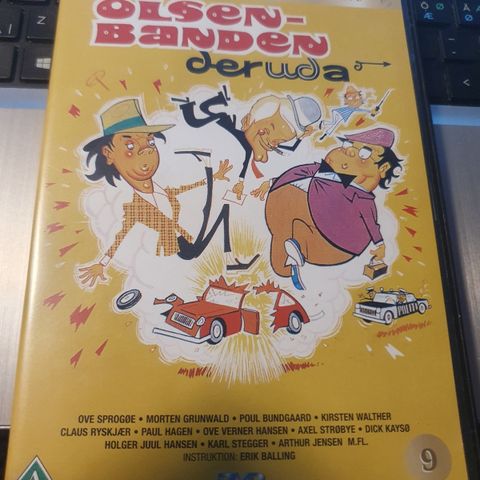 OLSEN-
BANDEN
deruda
POLITI
OVE SPROGØE • MORTEN GRUNWALD • POUL BUNDGAARD • KIRSTEN WALTHER
CLAUS RYSKJÆR • PAUL HAGEN • OVE VERNER HANSEN • AXEL STRØBYE • DICK KAYSØ
HOLGER JUUL HANSEN • KARL STEGGER • ARTHUR JENSEN M.FL.
INSTRUKTION: ERIK BALLING
9
A